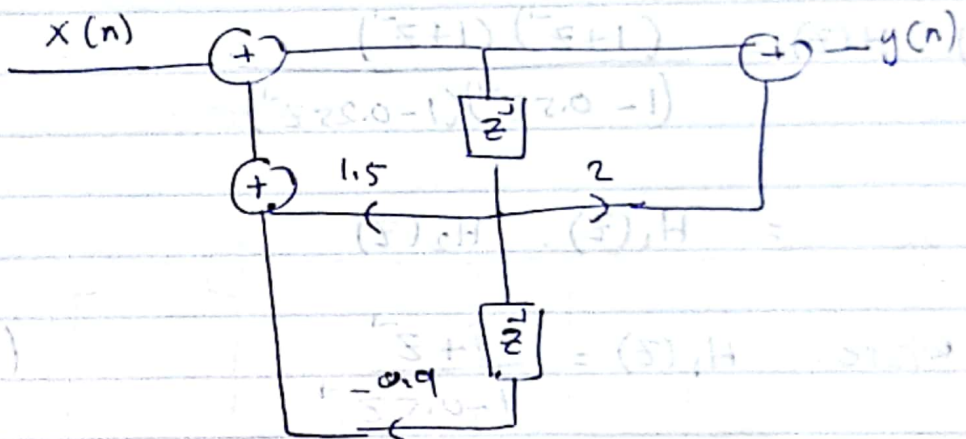 x(n) + + y(n)
z⁻¹
+ 1.5 2
z⁻¹
-0.9